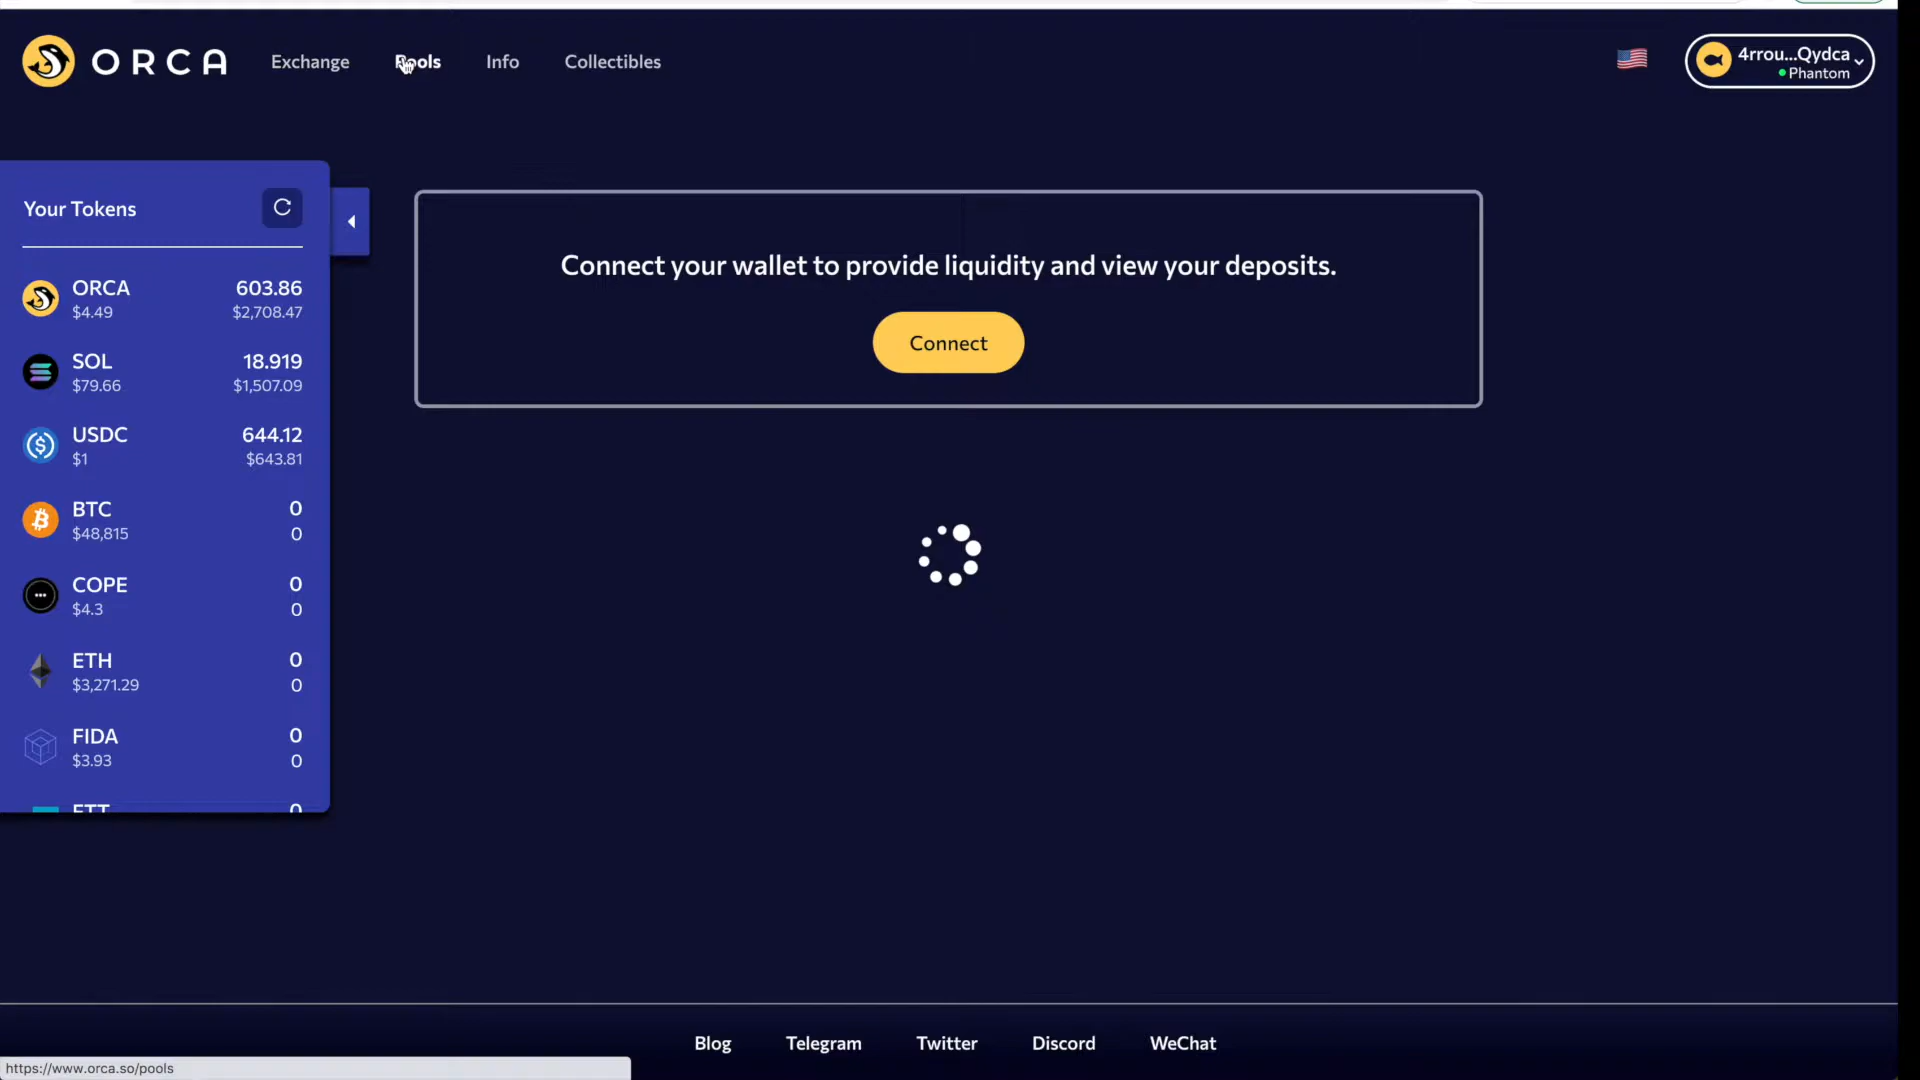 ORCA
Exchange
Pools
Info
Collectibles
4rrou...Qydca
Phantom
Your Tokens
ORCA 603.86
$4.49 $2,708.47
SOL 18.919
$79.66 $1,507.09
USDC 644.12
$1 $643.81
BTC 0
$48,815 0
COPE 0
$4.3 0
ETH 0
$3,271.29 0
FIDA 0
$3.93 0
FTT 0
Connect your wallet to provide liquidity and view your deposits.
Connect
Blog
Telegram
Twitter
Discord
WeChat
https://www.orca.so/pools